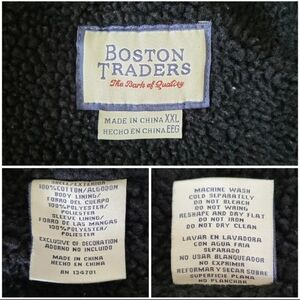 BOSTON
TRADERS
The Mark of Quality
MADE IN CHINA XXL
HECHO EN CHINA EEG
SHELL/EXTERIOR
100%COTTON/ALGODON
BODY LINING/
FORRO DEL CUERPO
100%POLYESTER/
POLIESTER
SLEEVE LINING/
FORRO DE LAS MANGAS
100%POLYESTER/
POLIESTER
EXCLUSIVE OF DECORATION
ADORNO NO INCLUIDO
MADE IN CHINA
HECHO EN CHINA
RN 134701
MACHINE WASH
COLD SEPARATELY
DO NOT BLEACH
DO NOT WRING
RESHAPE AND DRY FLAT
DO NOT IRON
DO NOT DRY CLEAN
LAVAR EN LAVADORA
CON AGUA FRIA
SEPARADO
NO USAR BLANQUEADOR
NO EXPRIMIR
REFORMAR Y SECAR SOBRE
SUPERFICIE PLANA
NO PLANCHAR